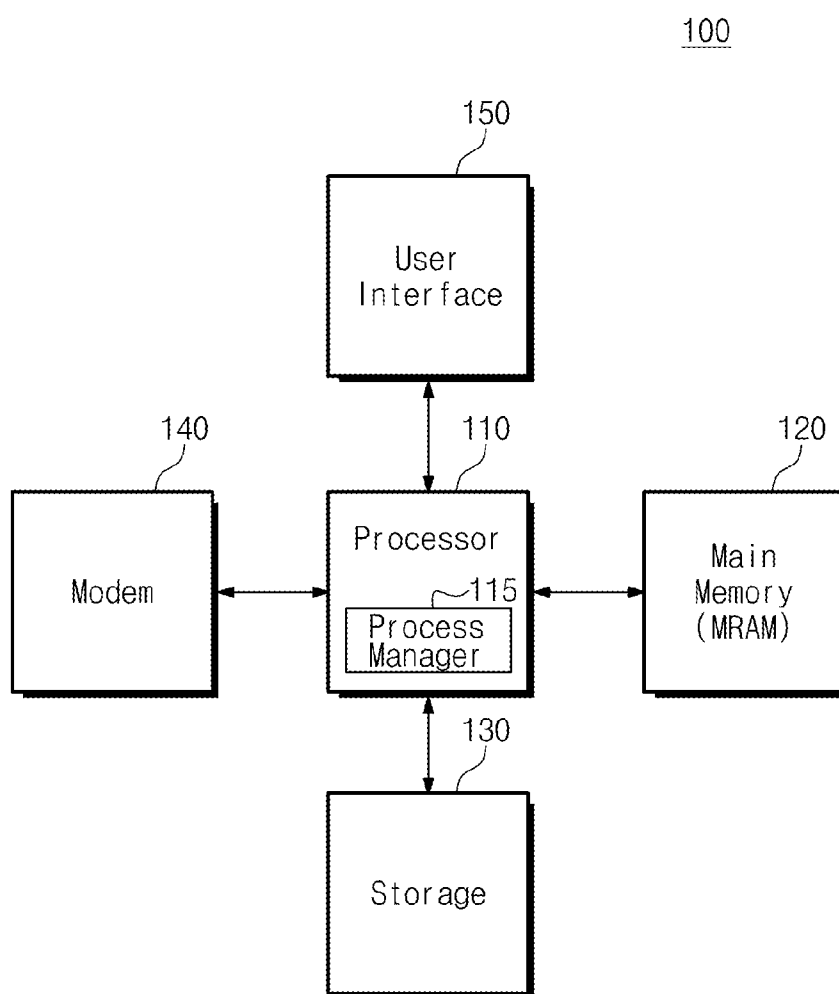 100
150
User
Interface
140
110
120
Modem
Processor
115
Process
Manager
Main
Memory
(MRAM)
130
Storage